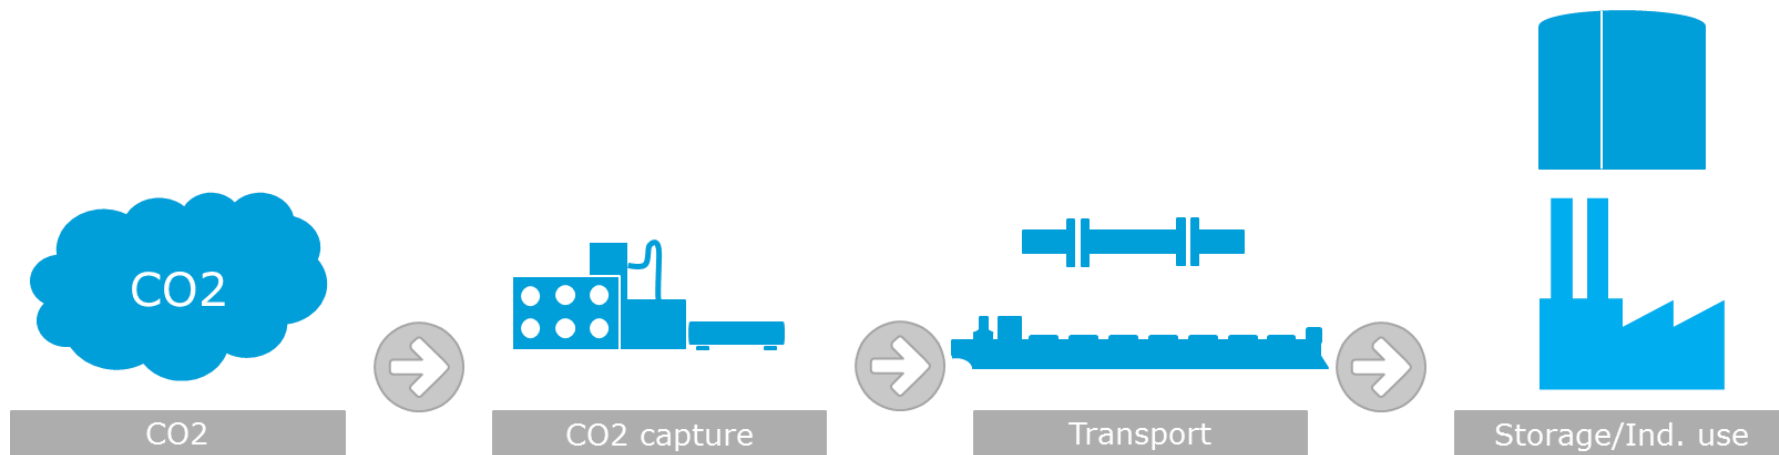 CO2
CO2
CO2 capture
Transport
Storage/Ind. use